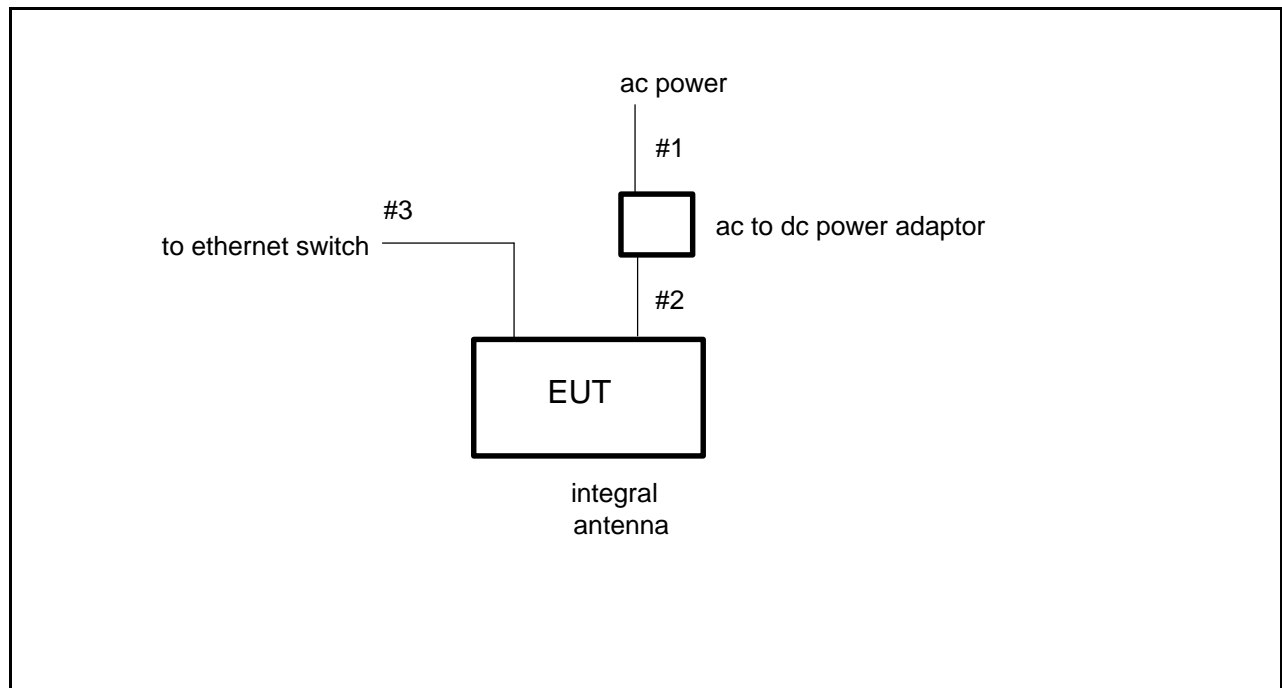 ac power
#1
#3
ac to dc power adaptor
to ethernet switch
#2
EUT
integral
antenna